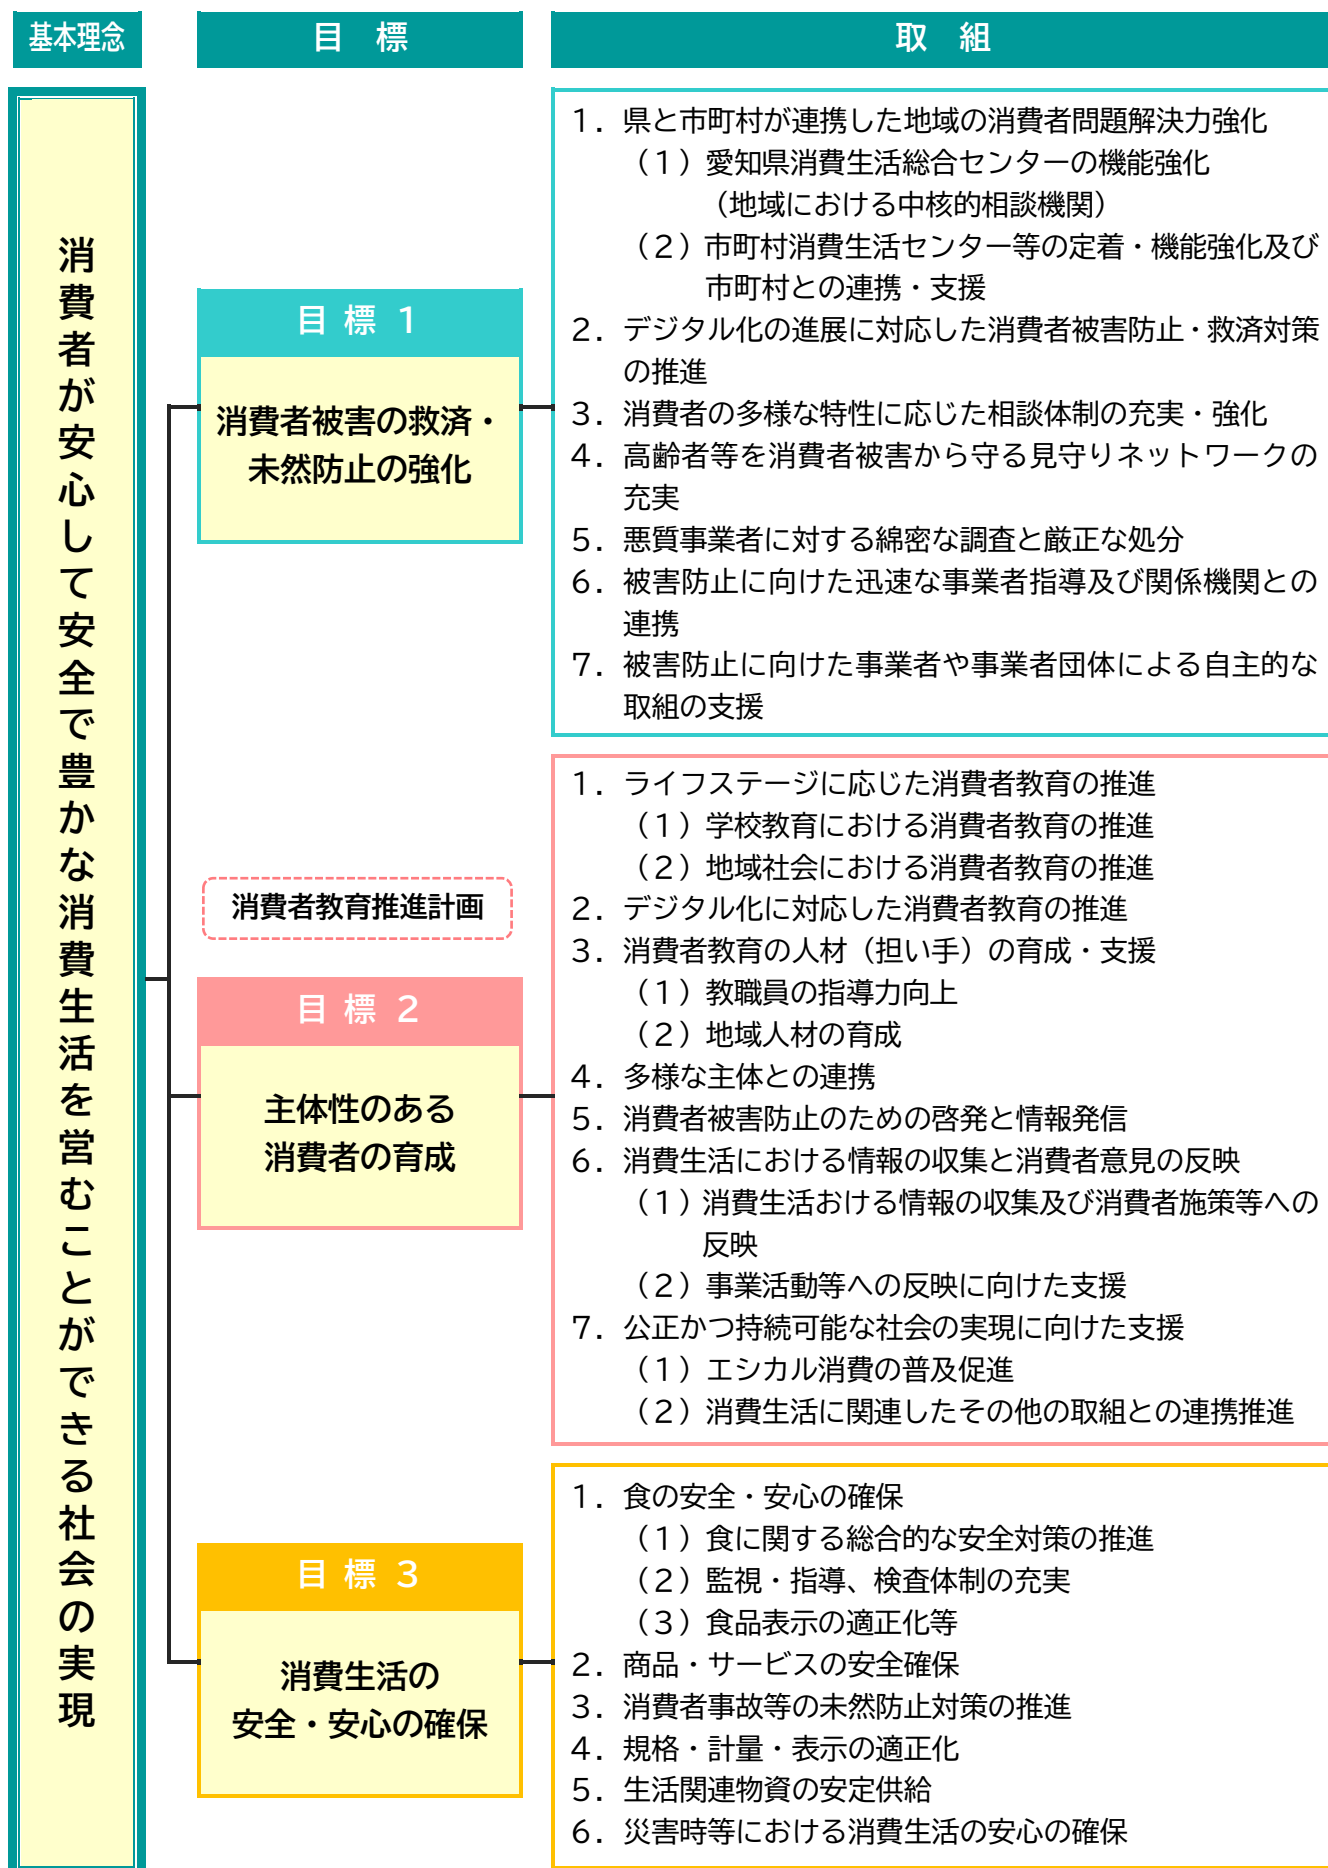 基本理念
目 標
取 組
消費者が安心して安全で豊かな消費生活を営むことができる社会の実現
目 標 1
消費者被害の救済・
未然防止の強化
1．県と市町村が連携した地域の消費者問題解決力強化
（１）愛知県消費生活総合センターの機能強化
（地域における中核的相談機関）
（２）市町村消費生活センター等の定着・機能強化及び
市町村との連携・支援
2．デジタル化の進展に対応した消費者被害防止・救済対策
の推進
3．消費者の多様な特性に応じた相談体制の充実・強化
4．高齢者等を消費者被害から守る見守りネットワークの
充実
5．悪質事業者に対する綿密な調査と厳正な処分
6．被害防止に向けた迅速な事業者指導及び関係機関との
連携
7．被害防止に向けた事業者や事業者団体による自主的な
取組の支援
消費者教育推進計画
目 標 2
主体性のある
消費者の育成
1．ライフステージに応じた消費者教育の推進
（１）学校教育における消費者教育の推進
（２）地域社会における消費者教育の推進
2．デジタル化に対応した消費者教育の推進
3．消費者教育の人材（担い手）の育成・支援
（１）教職員の指導力向上
（２）地域人材の育成
4．多様な主体との連携
5．消費者被害防止のための啓発と情報発信
6．消費生活における情報の収集と消費者意見の反映
（１）消費生活おける情報の収集及び消費者施策等への
反映
（２）事業活動等への反映に向けた支援
7．公正かつ持続可能な社会の実現に向けた支援
（１）エシカル消費の普及促進
（２）消費生活に関連したその他の取組との連携推進
目 標 3
消費生活の
安全・安心の確保
1．食の安全・安心の確保
（１）食に関する総合的な安全対策の推進
（２）監視・指導、検査体制の充実
（３）食品表示の適正化等
2．商品・サービスの安全確保
3．消費者事故等の未然防止対策の推進
4．規格・計量・表示の適正化
5．生活関連物資の安定供給
6．災害時等における消費生活の安心の確保